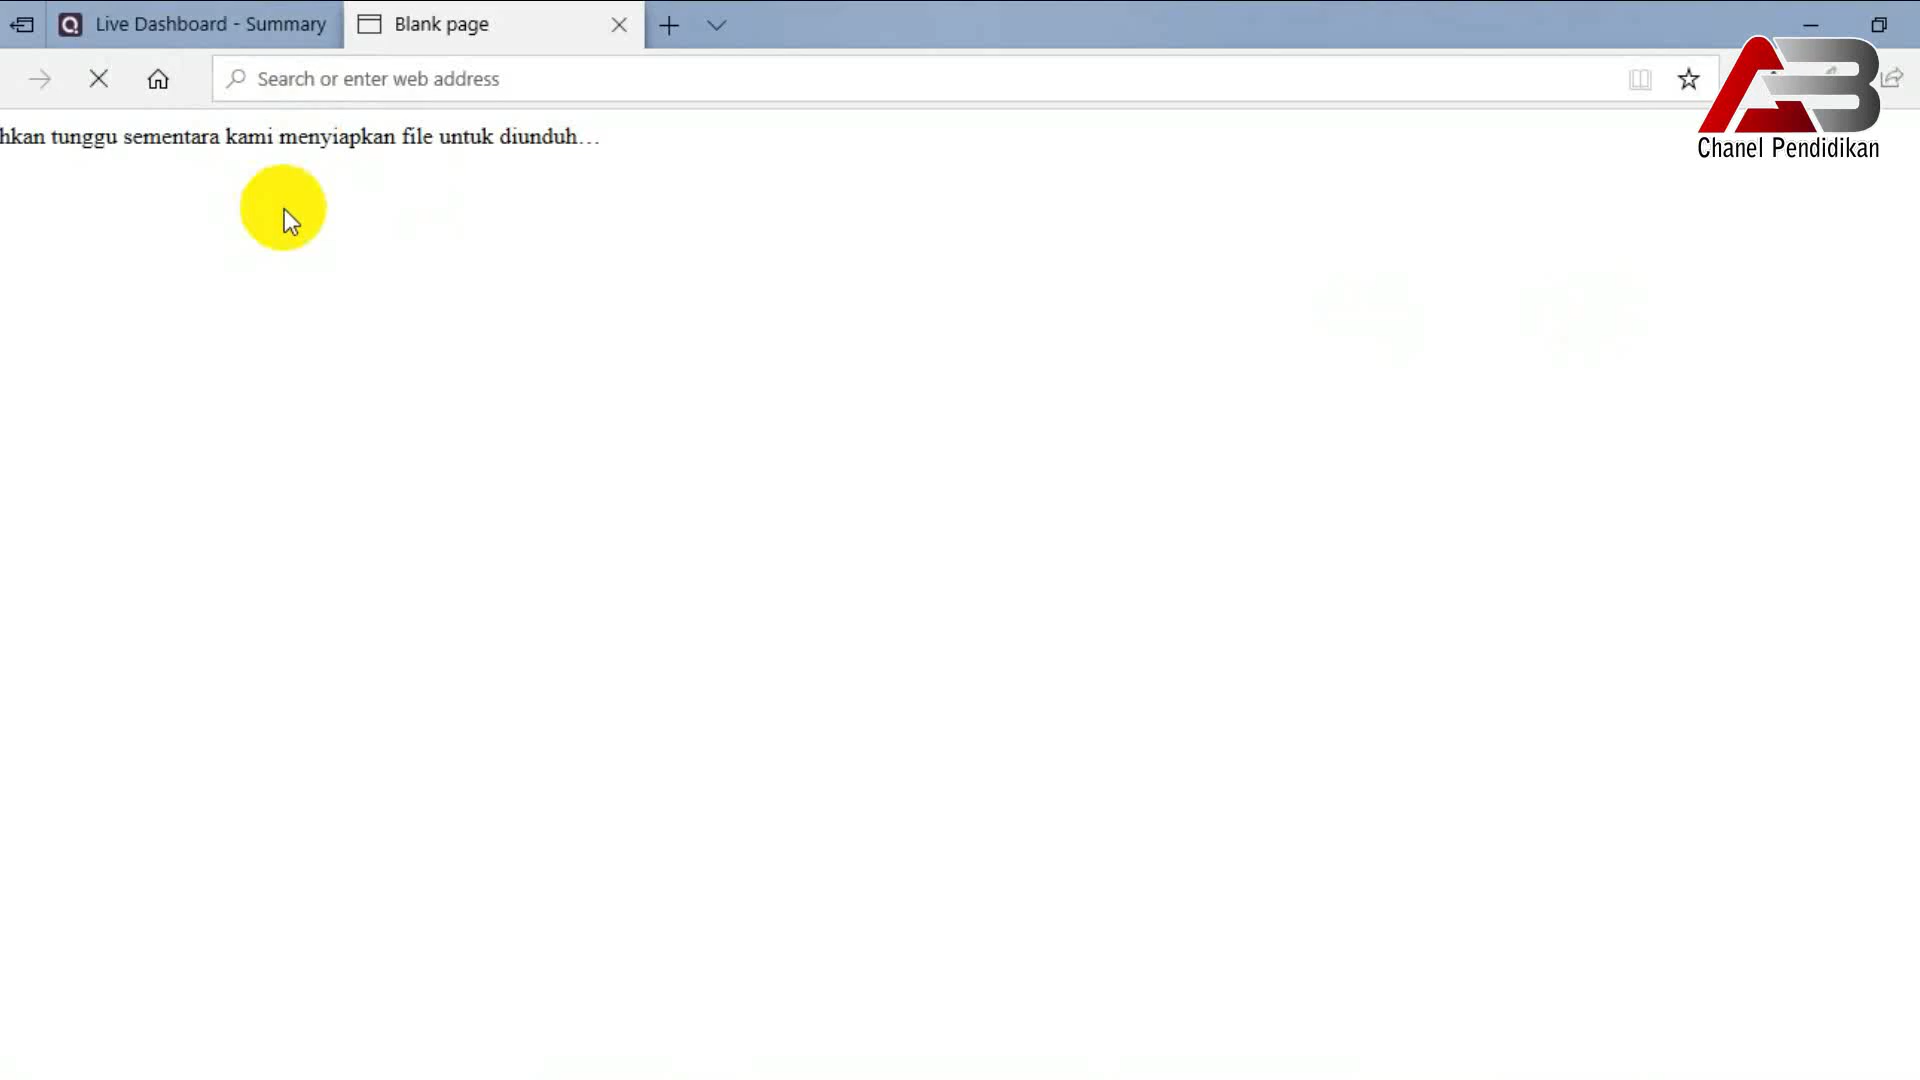 Live Dashboard - Summary
Blank page
Search or enter web address
hkan tunggu sementara kami menyiapkan file untuk diunduh...
AB
Chanel Pendidikan